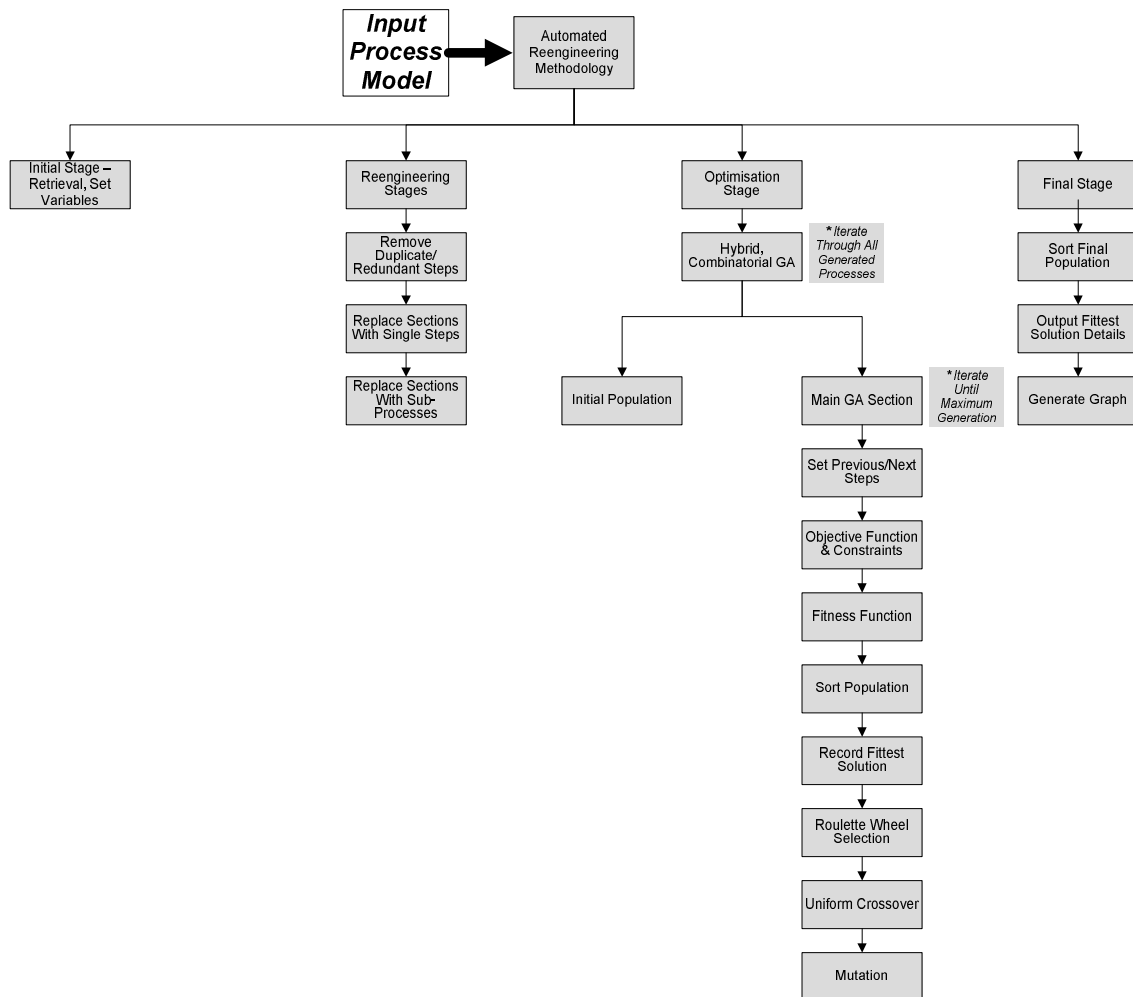 Input
Process
Model
Automated
Reengineering
Methodology
Initial Stage –
Retrieval, Set
Variables
Reengineering
Stages
Optimisation
Stage
Final Stage
Remove
Duplicate/
Redundant Steps
Hybrid,
Combinatorial GA
* Iterate
Through All
Generated
Processes
Sort Final
Population
Replace Sections
With Single Steps
Output Fittest
Solution Details
Replace Sections
With Sub-
Processes
Initial Population
Main GA Section
* Iterate
Until
Maximum
Generation
Generate Graph
Set Previous/Next
Steps
Objective Function
& Constraints
Fitness Function
Sort Population
Record Fittest
Solution
Roulette Wheel
Selection
Uniform Crossover
Mutation